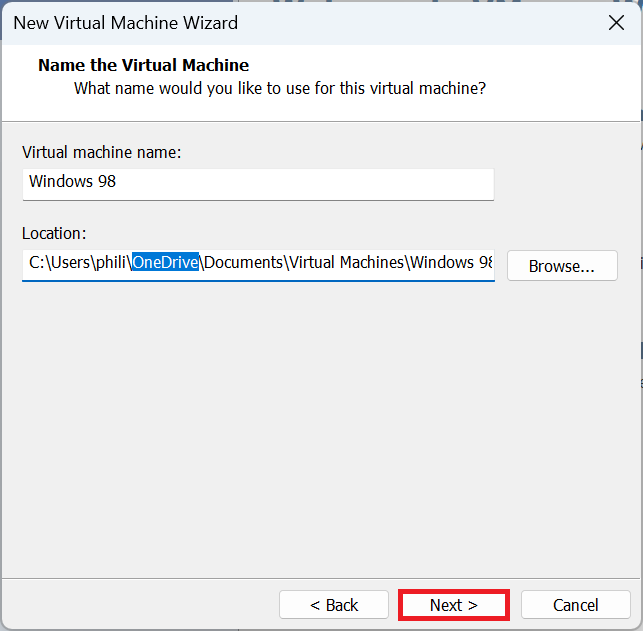 New Virtual Machine Wizard
Name the Virtual Machine
What name would you like to use for this virtual machine?
Virtual machine name:
Windows 98
Location:
C:\Users\phili\OneDrive\Documents\Virtual Machines\Windows 98
Browse...
< Back
Next >
Cancel